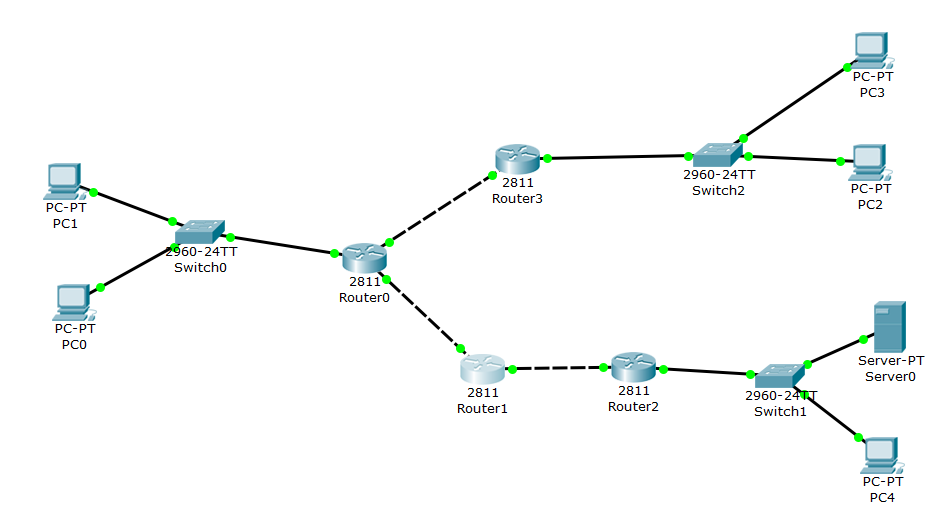 PC-PT
PC3
2960-24TT
Switch2
2811
Router3
PC-PT
PC2
PC-PT
PC1
2960-24TT
Switch0
2811
Router0
PC-PT
PC0
Server-PT
Server0
2811
Router1
2811
Router2
2960-24TT
Switch1
PC-PT
PC4